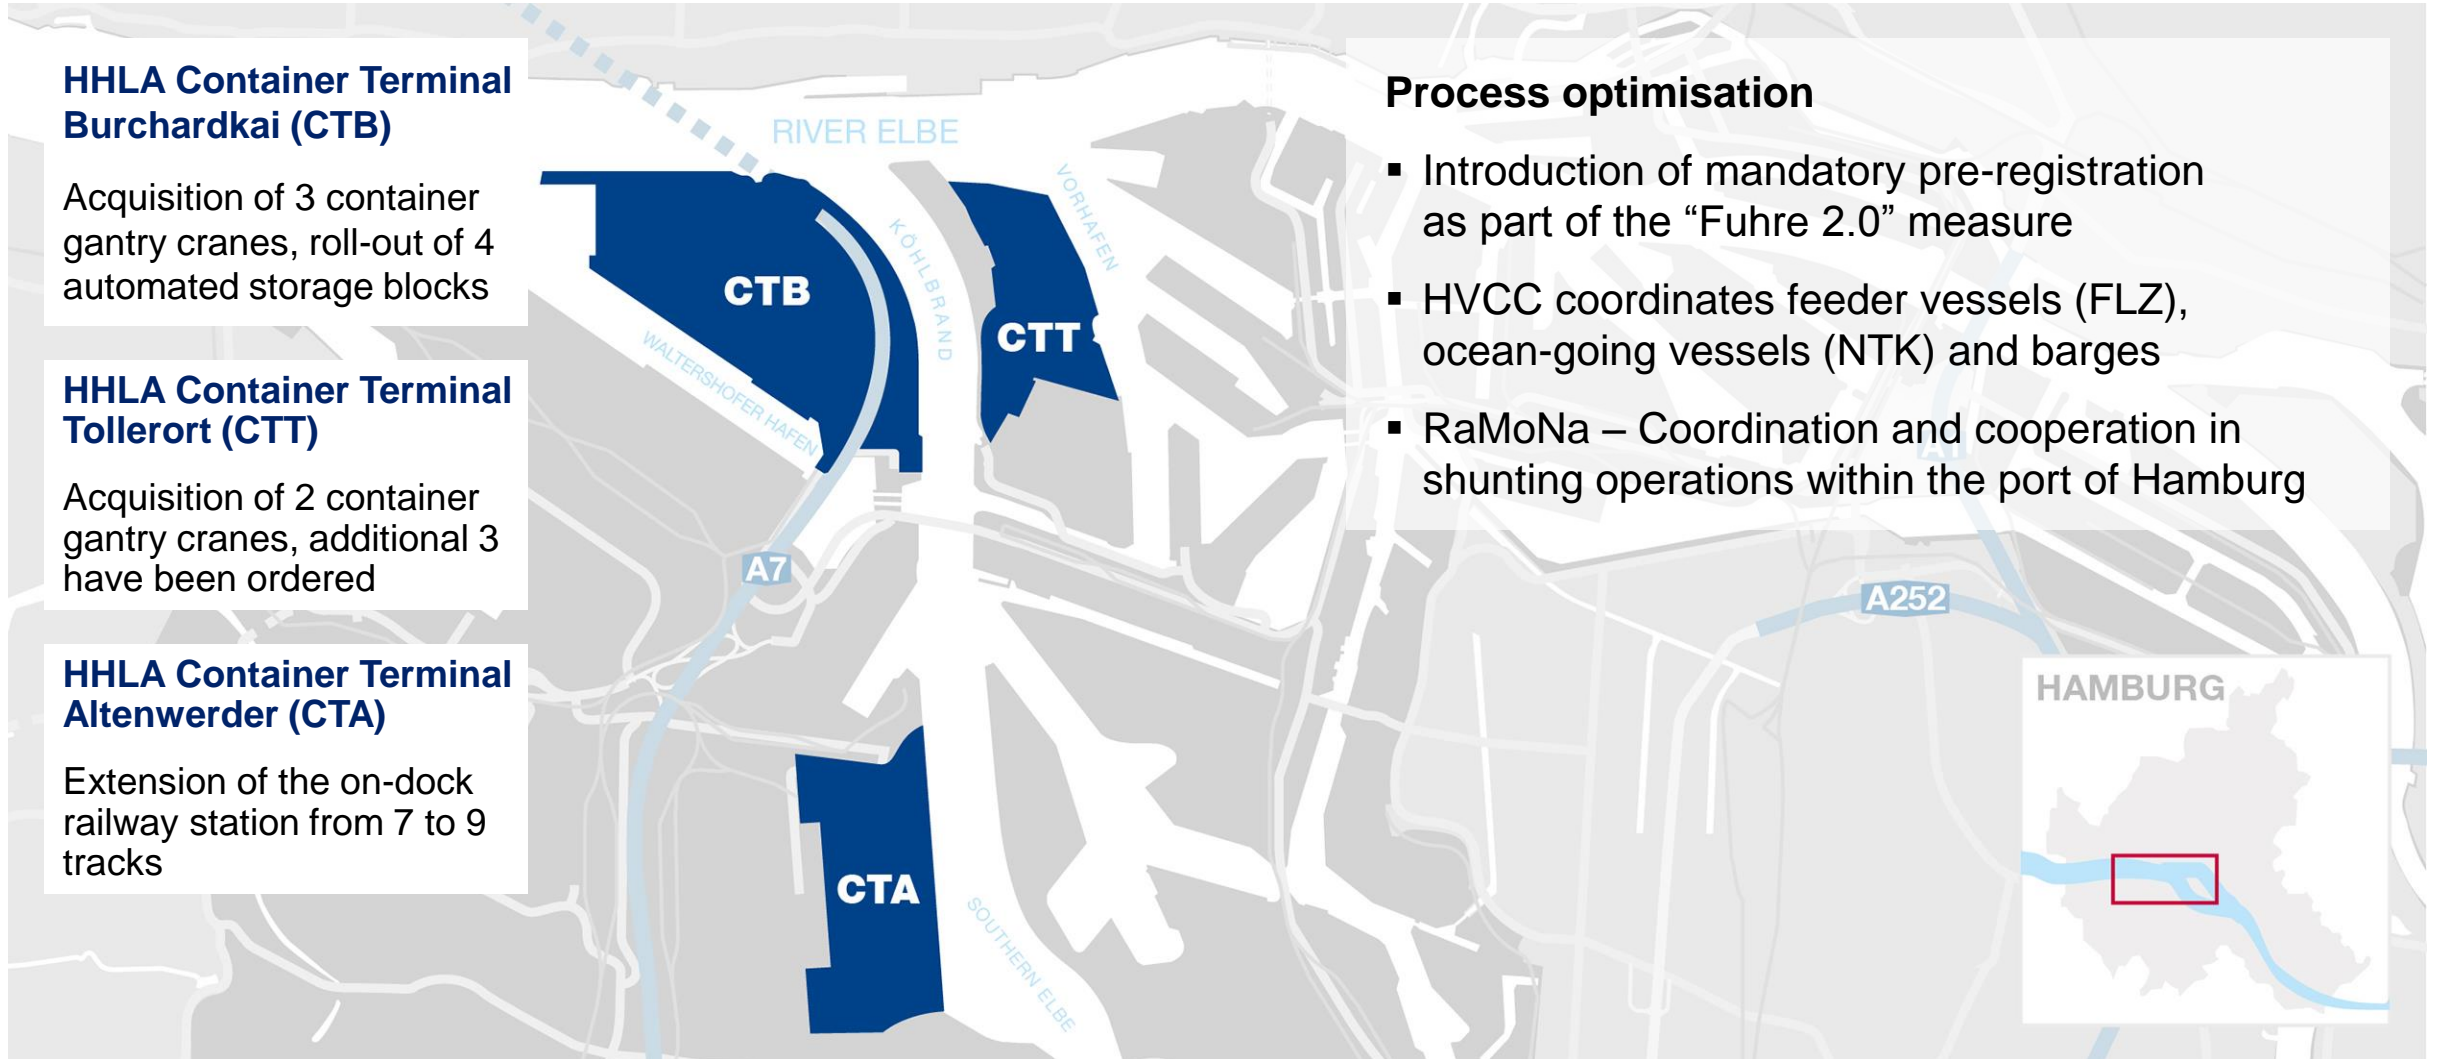 HHLA Container Terminal
Burchardkai (CTB)
Acquisition of 3 container
gantry cranes, roll-out of 4
automated storage blocks
HHLA Container Terminal
Tollerort (CTT)
Acquisition of 2 container
gantry cranes, additional 3
have been ordered
HHLA Container Terminal
Altenwerder (CTA)
Extension of the on-dock
railway station from 7 to 9
tracks
RIVER ELBE
VORHAFEN
KÖHLBRAND
CTB
CTT
WALTERSHOFER HAFEN
A7
CTA
SOUTHERN ELBE
Process optimisation
▪ Introduction of mandatory pre-registration
as part of the “Fuhre 2.0” measure
▪ HVCC coordinates feeder vessels (FLZ),
ocean-going vessels (NTK) and barges
▪ RaMoNa – Coordination and cooperation in
shunting operations within the port of Hamburg
A1
A252
HAMBURG